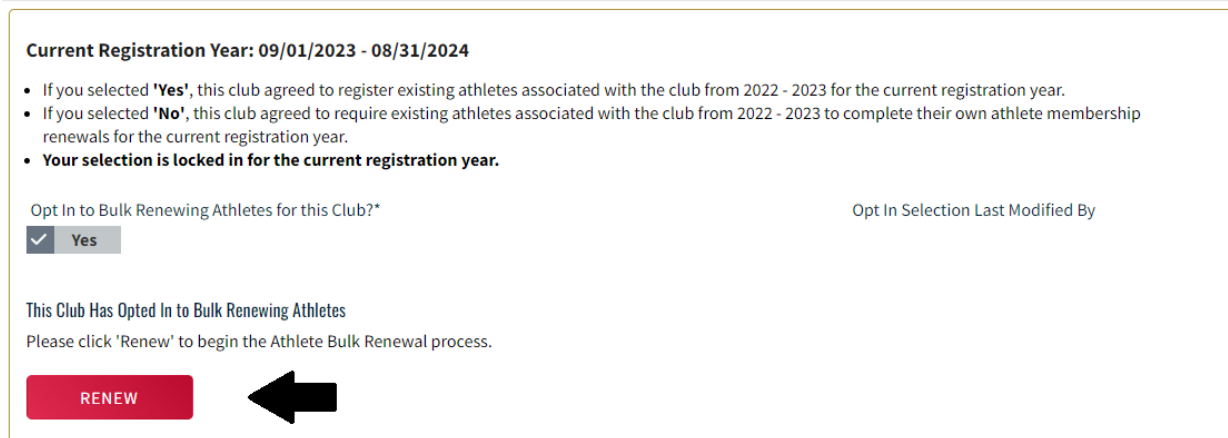 Current Registration Year: 09/01/2023 - 08/31/2024
• If you selected 'Yes', this club agreed to register existing athletes associated with the club from 2022 - 2023 for the current registration year.
• If you selected 'No', this club agreed to require existing athletes associated with the club from 2022 - 2023 to complete their own athlete membership
renewals for the current registration year.
• Your selection is locked in for the current registration year.
Opt In to Bulk Renewing Athletes for this Club?*
Opt In Selection Last Modified By
Yes
This Club Has Opted In to Bulk Renewing Athletes
Please click 'Renew' to begin the Athlete Bulk Renewal process.
RENEW